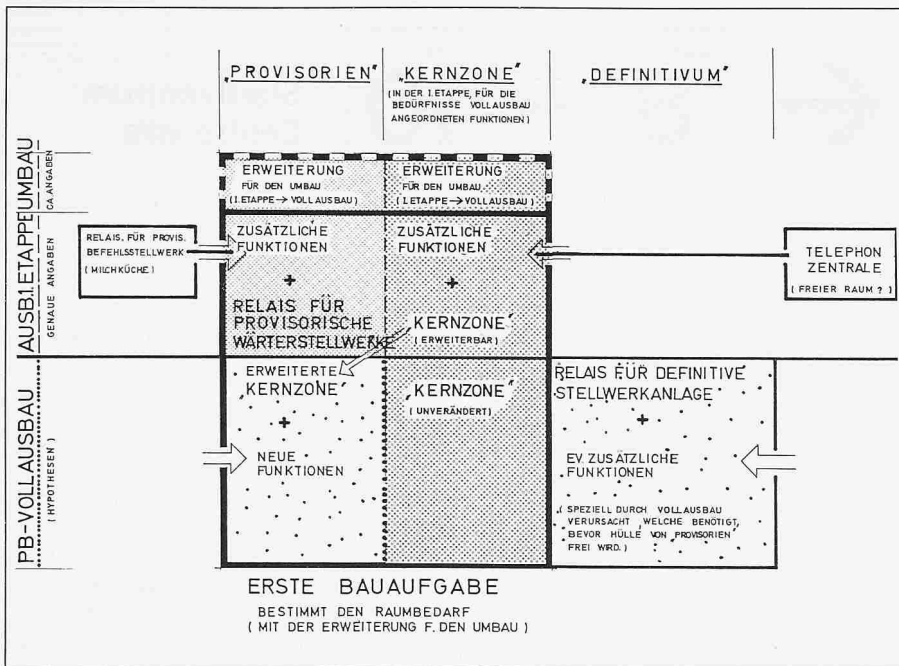 „PROVISORIEN“
„KERNZONE“
(IN DER 1.ETAPPE, FÜR DIE
BEDÜRFNISSE VOLLAUSBAU
ANGEORDNETEN FUNKTIONEN)
„DEFINITIVUM“
UMBAU
CA. ANGABEN
ERWEITERUNG
FÜR DEN UMBAU
(1.ETAPPE → VOLLAUSBAU)
ERWEITERUNG
FÜR DEN UMBAU
(1.ETAPPE → VOLLAUSBAU)
AUSB.1.ETAPPE
GENAUE ANGABEN
RELAIS. FÜR PROVIS.
BEFEHLSSTELLWERK
(MILCHKÜCHE)
ZUSÄTZLICHE
FUNKTIONEN
+
RELAIS FÜR
PROVISORISCHE
WÄRTERSTELLWERKE
ZUSÄTZLICHE
FUNKTIONEN
+
„KERNZONE“
(ERWEITERBAR)
TELEPHON
ZENTRALE
(FREIER RAUM?)
PB-VOLLAUSBAU
(HYPOTHESEN)
ERWEITERTE
„KERNZONE“
+
NEUE
FUNKTIONEN
„KERNZONE“
(UNVERÄNDERT)
RELAIS FÜR DEFINITIVE
STELLWERKANLAGE
+
EV. ZUSÄTZLICHE
FUNKTIONEN
(SPEZIELL DURCH VOLLAUSBAU
VERURSACHT, WELCHE BENÖTIGT,
BEVOR HÜLLE VON PROVISORIEN
FREI WIRD.)
ERSTE BAUAUFGABE
BESTIMMT DEN RAUMBEDARF
(MIT DER ERWEITERUNG F. DEN UMBAU)